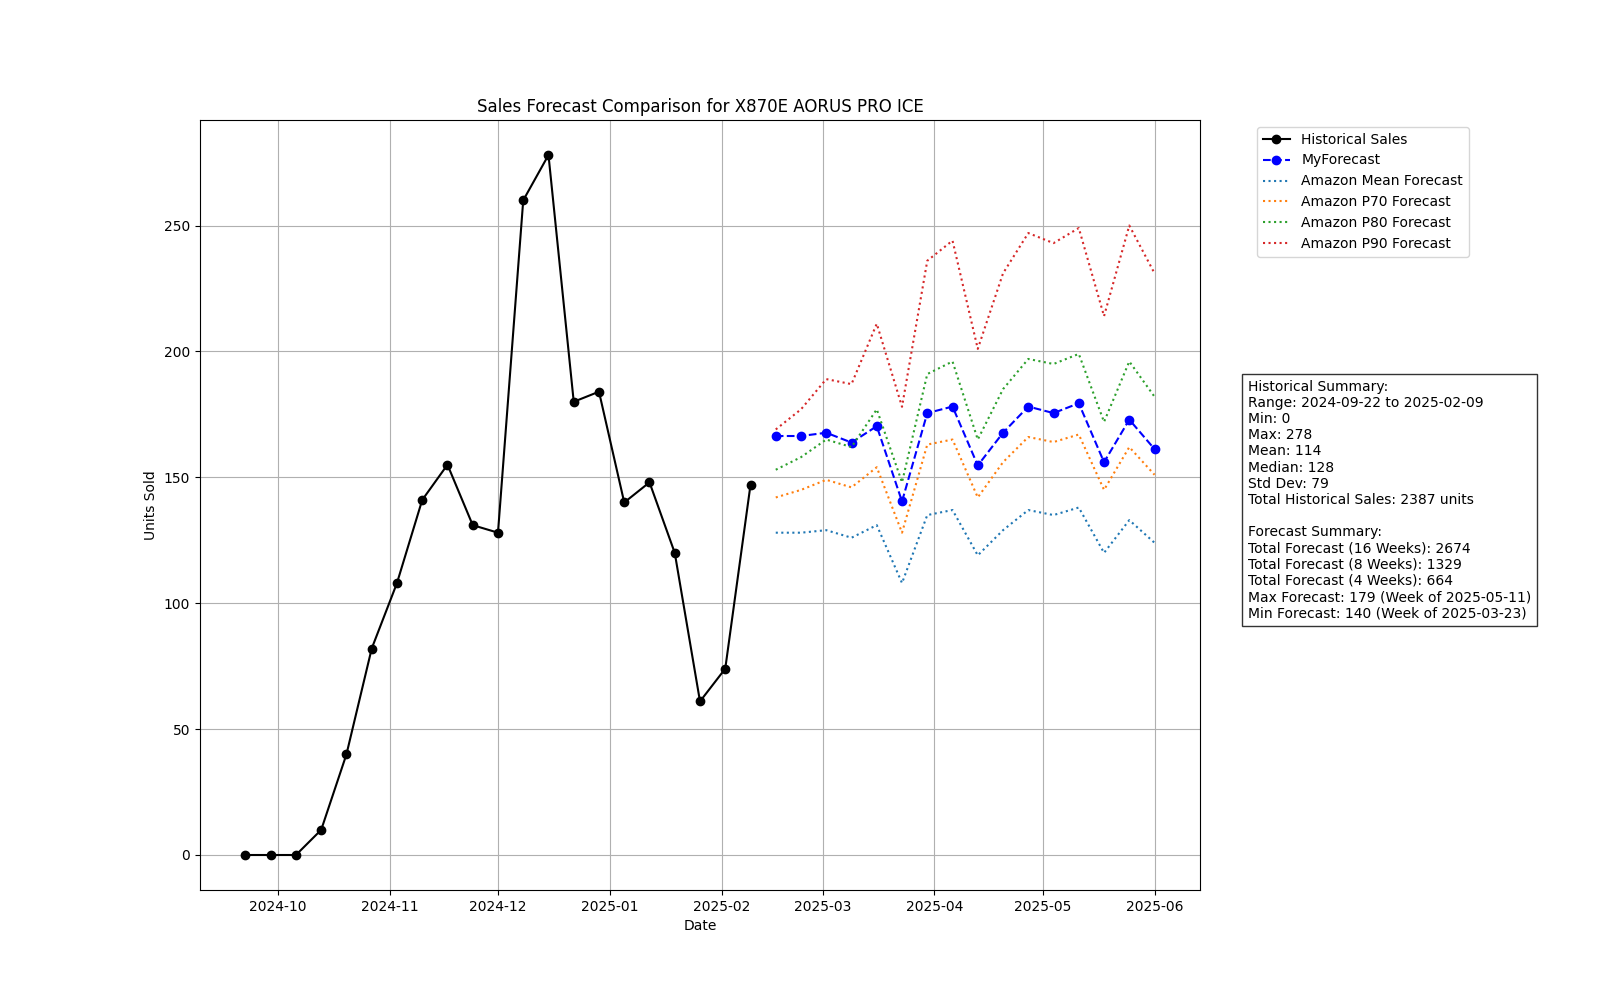 Sales Forecast Comparison for X870E AORUS PRO ICE
Historical Sales
MyForecast
Amazon Mean Forecast
Amazon P70 Forecast
Amazon P80 Forecast
Amazon P90 Forecast
Units Sold
250
200
150
100
50
0
2024-10
2024-11
2024-12
2025-01
2025-02
2025-03
2025-04
2025-05
2025-06
Date
Historical Summary:
Range: 2024-09-22 to 2025-02-09
Min: 0
Max: 278
Mean: 114
Median: 128
Std Dev: 79
Total Historical Sales: 2387 units
Forecast Summary:
Total Forecast (16 Weeks): 2674
Total Forecast (8 Weeks): 1329
Total Forecast (4 Weeks): 664
Max Forecast: 179 (Week of 2025-05-11)
Min Forecast: 140 (Week of 2025-03-23)